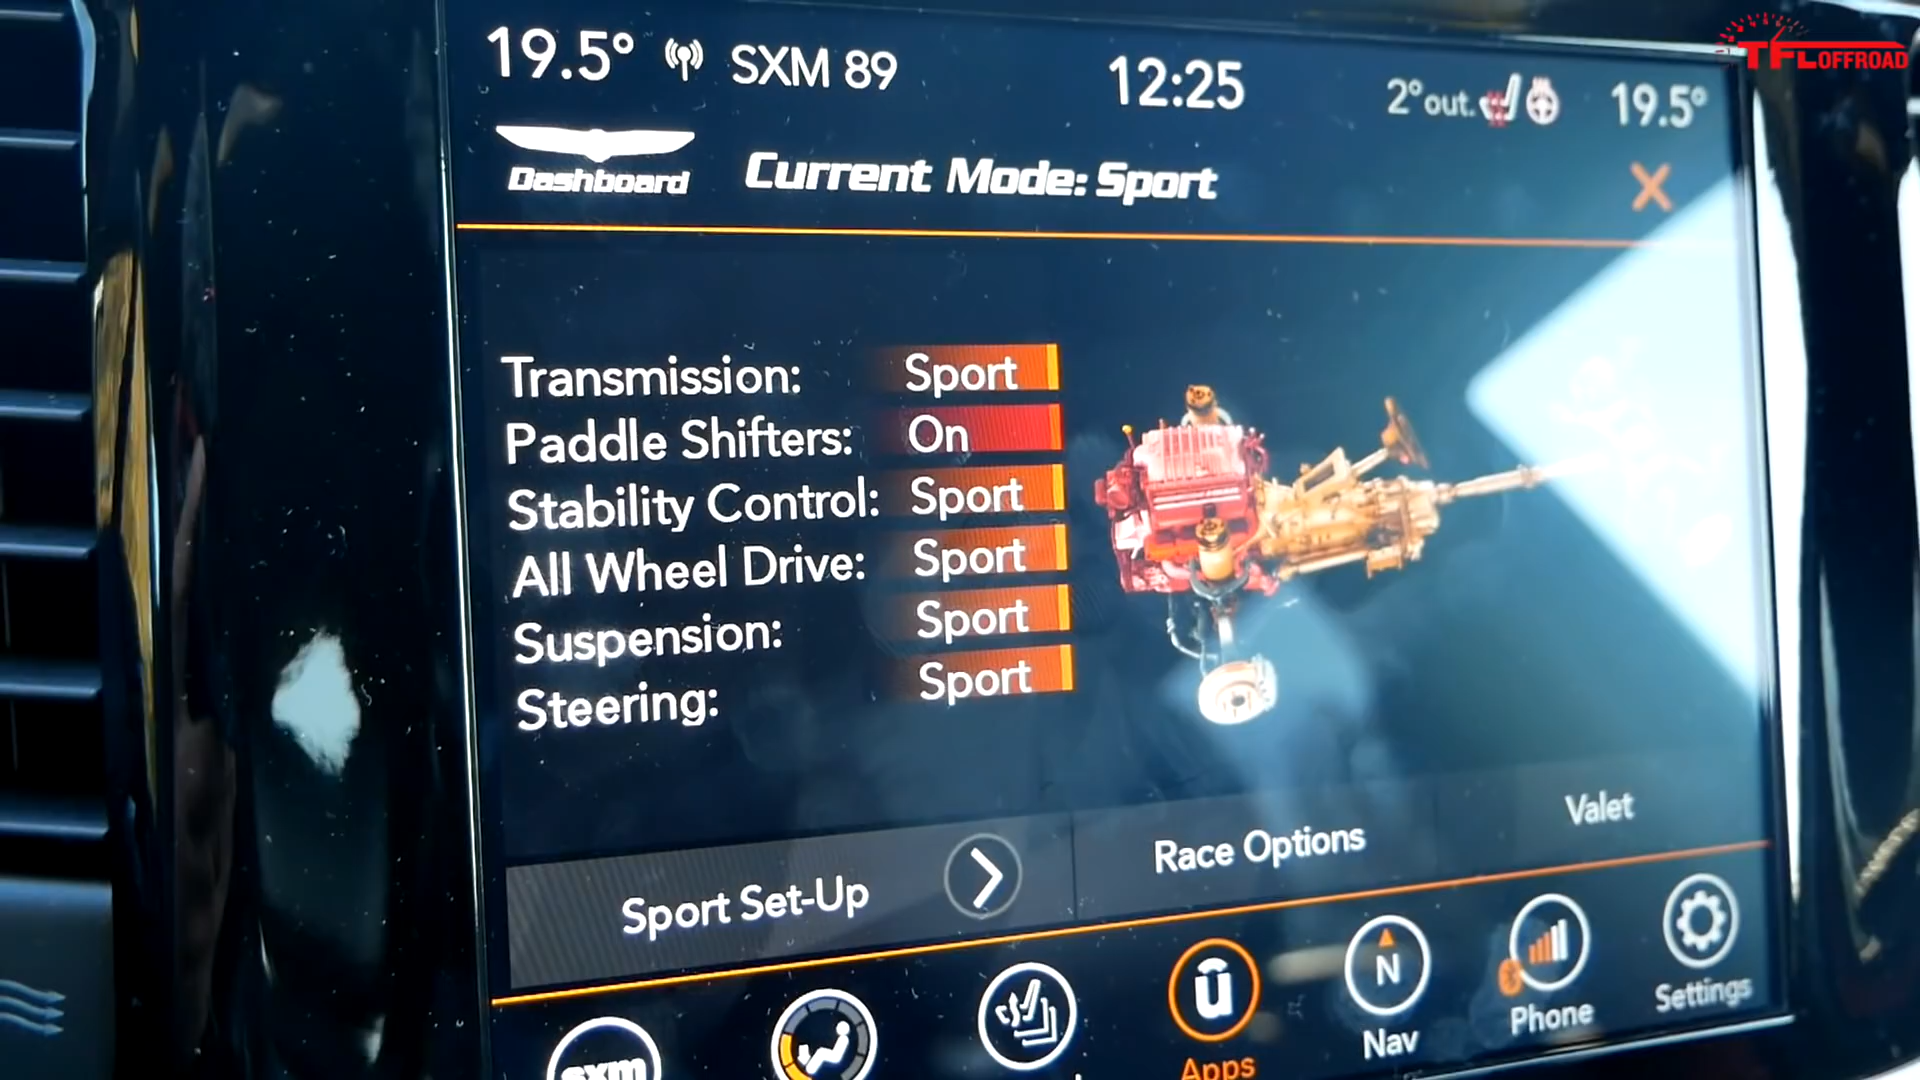 TFLOFFROAD
19.5° SXM 89 12:25 2° out. 19.5°
Dashboard Current Mode: Sport X
Transmission: Sport
Paddle Shifters: On
Stability Control: Sport
All Wheel Drive: Sport
Suspension: Sport
Steering: Sport
Sport Set-Up Race Options Valet
sxm
Apps
N
Nav
Phone
Settings